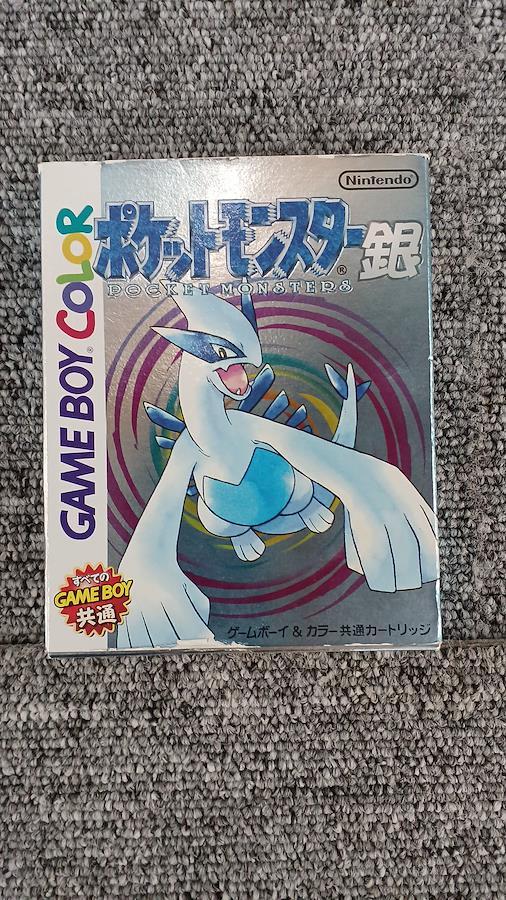 Nintendo
ポケットモンスター銀
POCKET MONSTERS
GAME BOY COLOR
すべての
GAME BOY
共通
ゲームボーイ & カラー共通カートリッジ